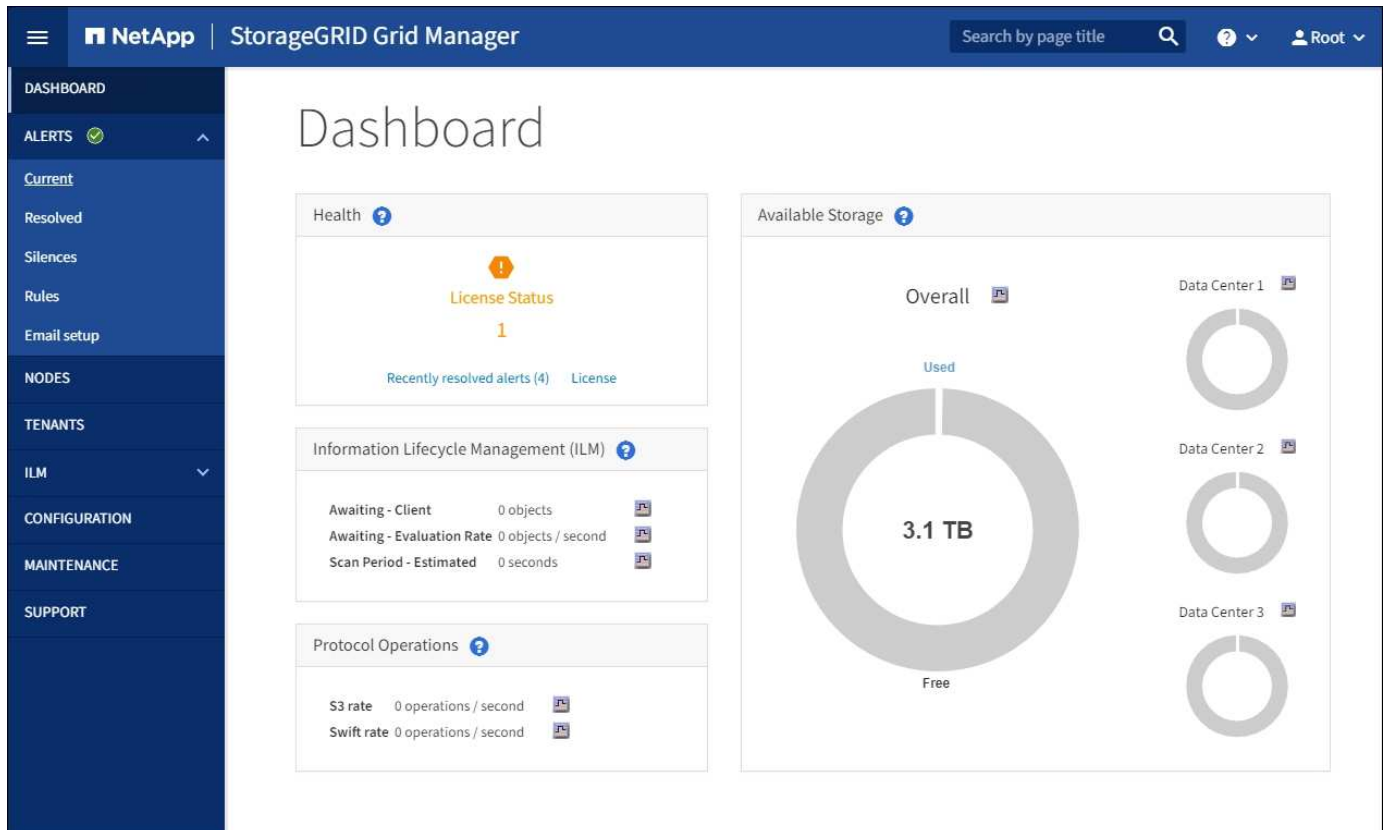 NetApp | StorageGRID Grid Manager
Search by page title
Root
DASHBOARD
ALERTS
Current
Resolved
Silences
Rules
Email setup
NODES
TENANTS
ILM
CONFIGURATION
MAINTENANCE
SUPPORT
Dashboard
Health
License Status
1
Recently resolved alerts (4) License
Information Lifecycle Management (ILM)
Awaiting - Client 0 objects
Awaiting - Evaluation Rate 0 objects / second
Scan Period - Estimated 0 seconds
Protocol Operations
S3 rate 0 operations / second
Swift rate 0 operations / second
Available Storage
Overall
Used
3.1 TB
Free
Data Center 1
Data Center 2
Data Center 3